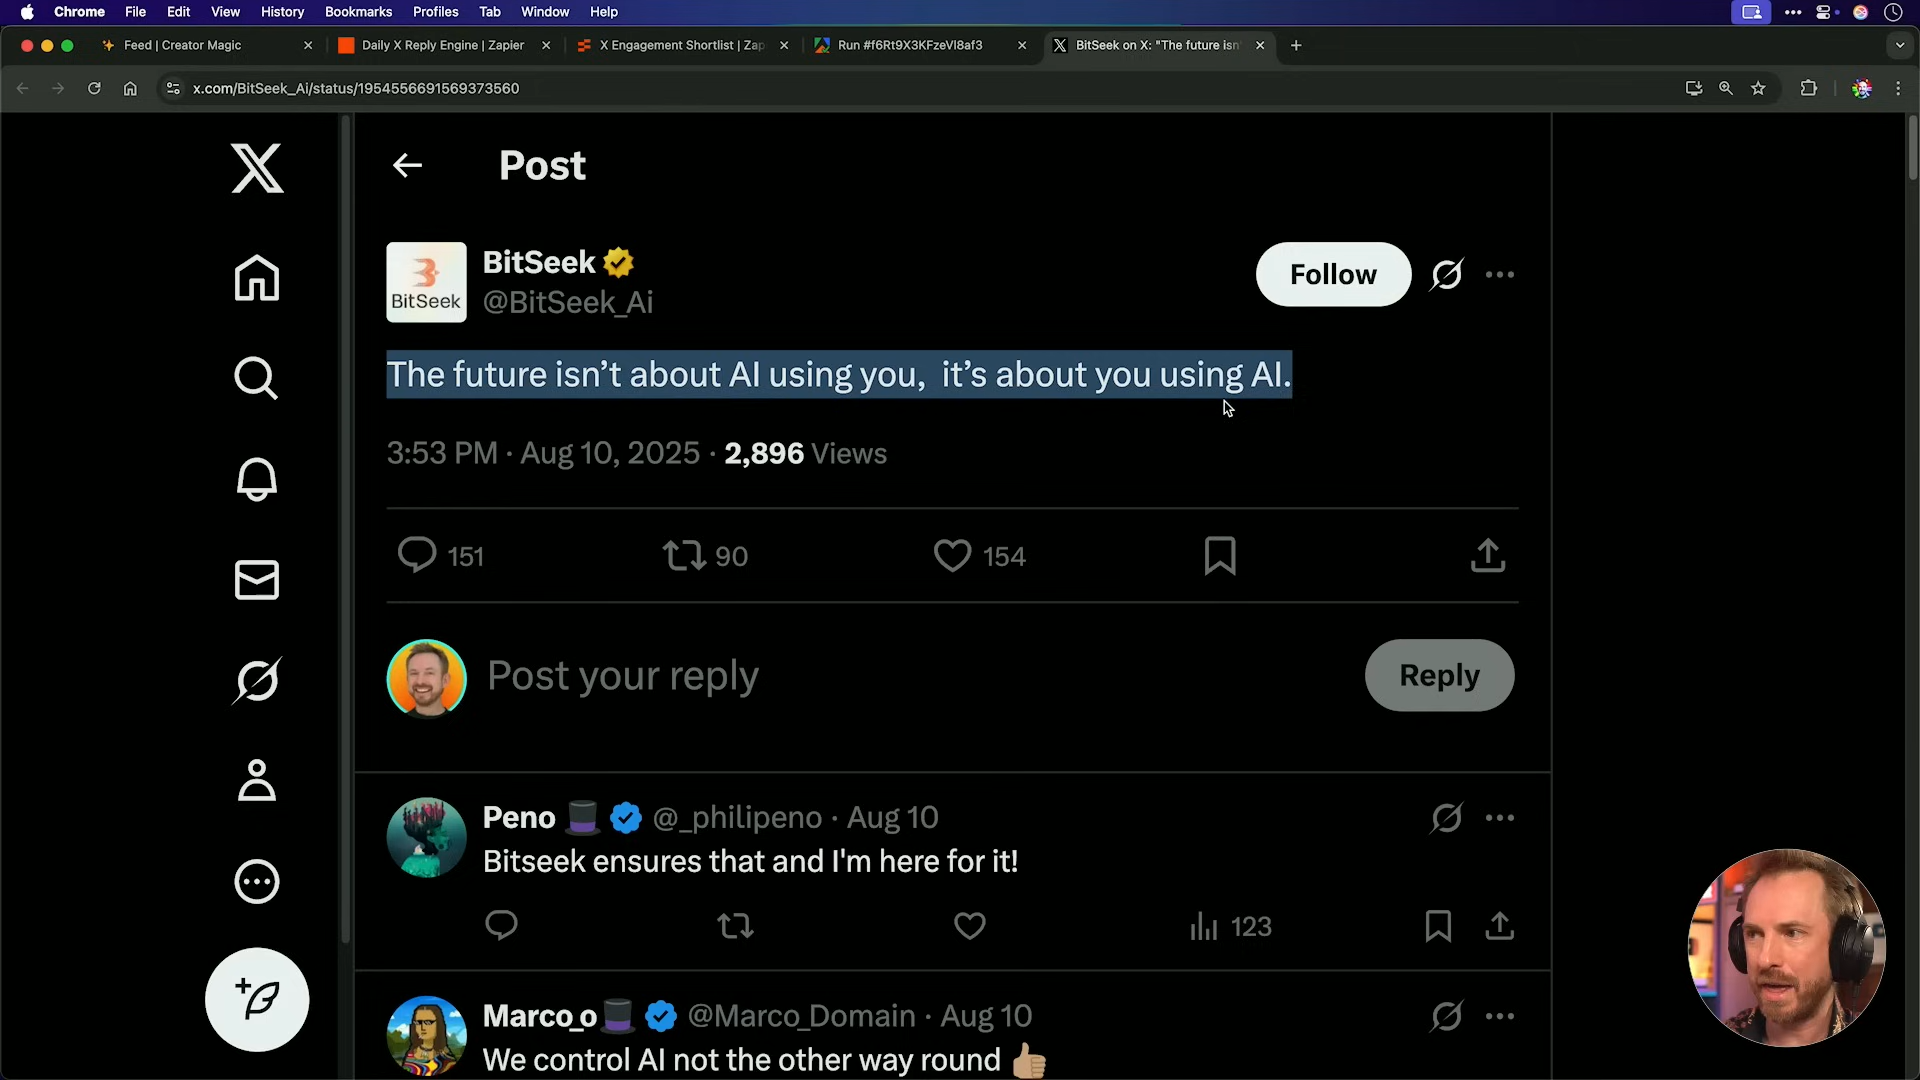 Chrome File Edit View History Bookmarks Profiles Tab Window Help
Feed | Creator Magic
Daily X Reply Engine | Zapier
X Engagement Shortlist | Zap
Run #f6Rt9X3KFzeVl8af3
BitSeek on X: "The future isn'
x.com/BitSeek_Ai/status/1954556691569373560
Post
BitSeek
@BitSeek_Ai
Follow
BitSeek
The future isn’t about AI using you,  it’s about you using AI.
3:53 PM · Aug 10, 2025 · 2,896 Views
151 90 154
Post your reply
Reply
Peno @_philipeno · Aug 10
Bitseek ensures that and I'm here for it!
123
Marco_o @Marco_Domain · Aug 10
We control AI not the other way round